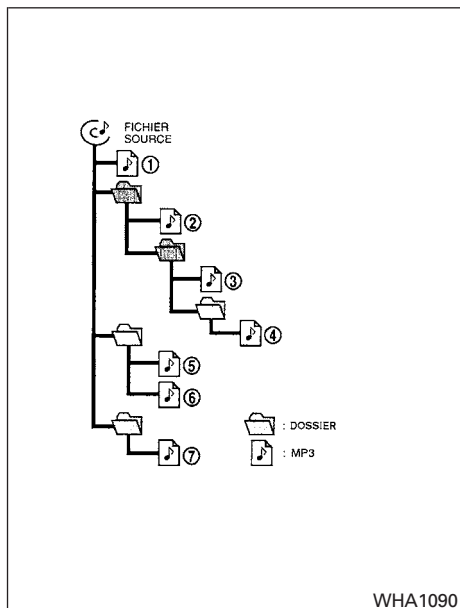 FICHIER
SOURCE
①
②
③
④
⑤
⑥
⑦
: DOSSIER
: MP3
WHA1090